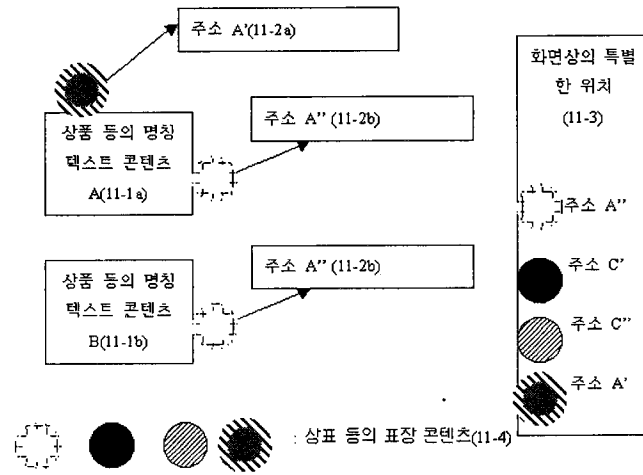 주소 A'(11-2a)
화면상의 특별
한 위치
(11-3)
상품 등의 명칭
텍스트 콘텐츠
A(11-1a)
주소 A'' (11-2b)
주소 A''
상품 등의 명칭
텍스트 콘텐츠
B(11-1b)
주소 A'' (11-2b)
주소 C'
주소 C''
주소 A'
: 상표 등의 표장 콘텐츠(11-4)